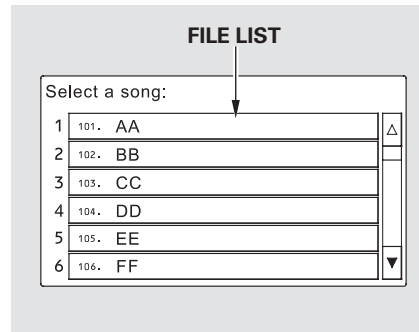 FILE LIST
Select a song:
1 101. AA
2 102. BB
3 103. CC
4 104. DD
5 105. EE
6 106. FF